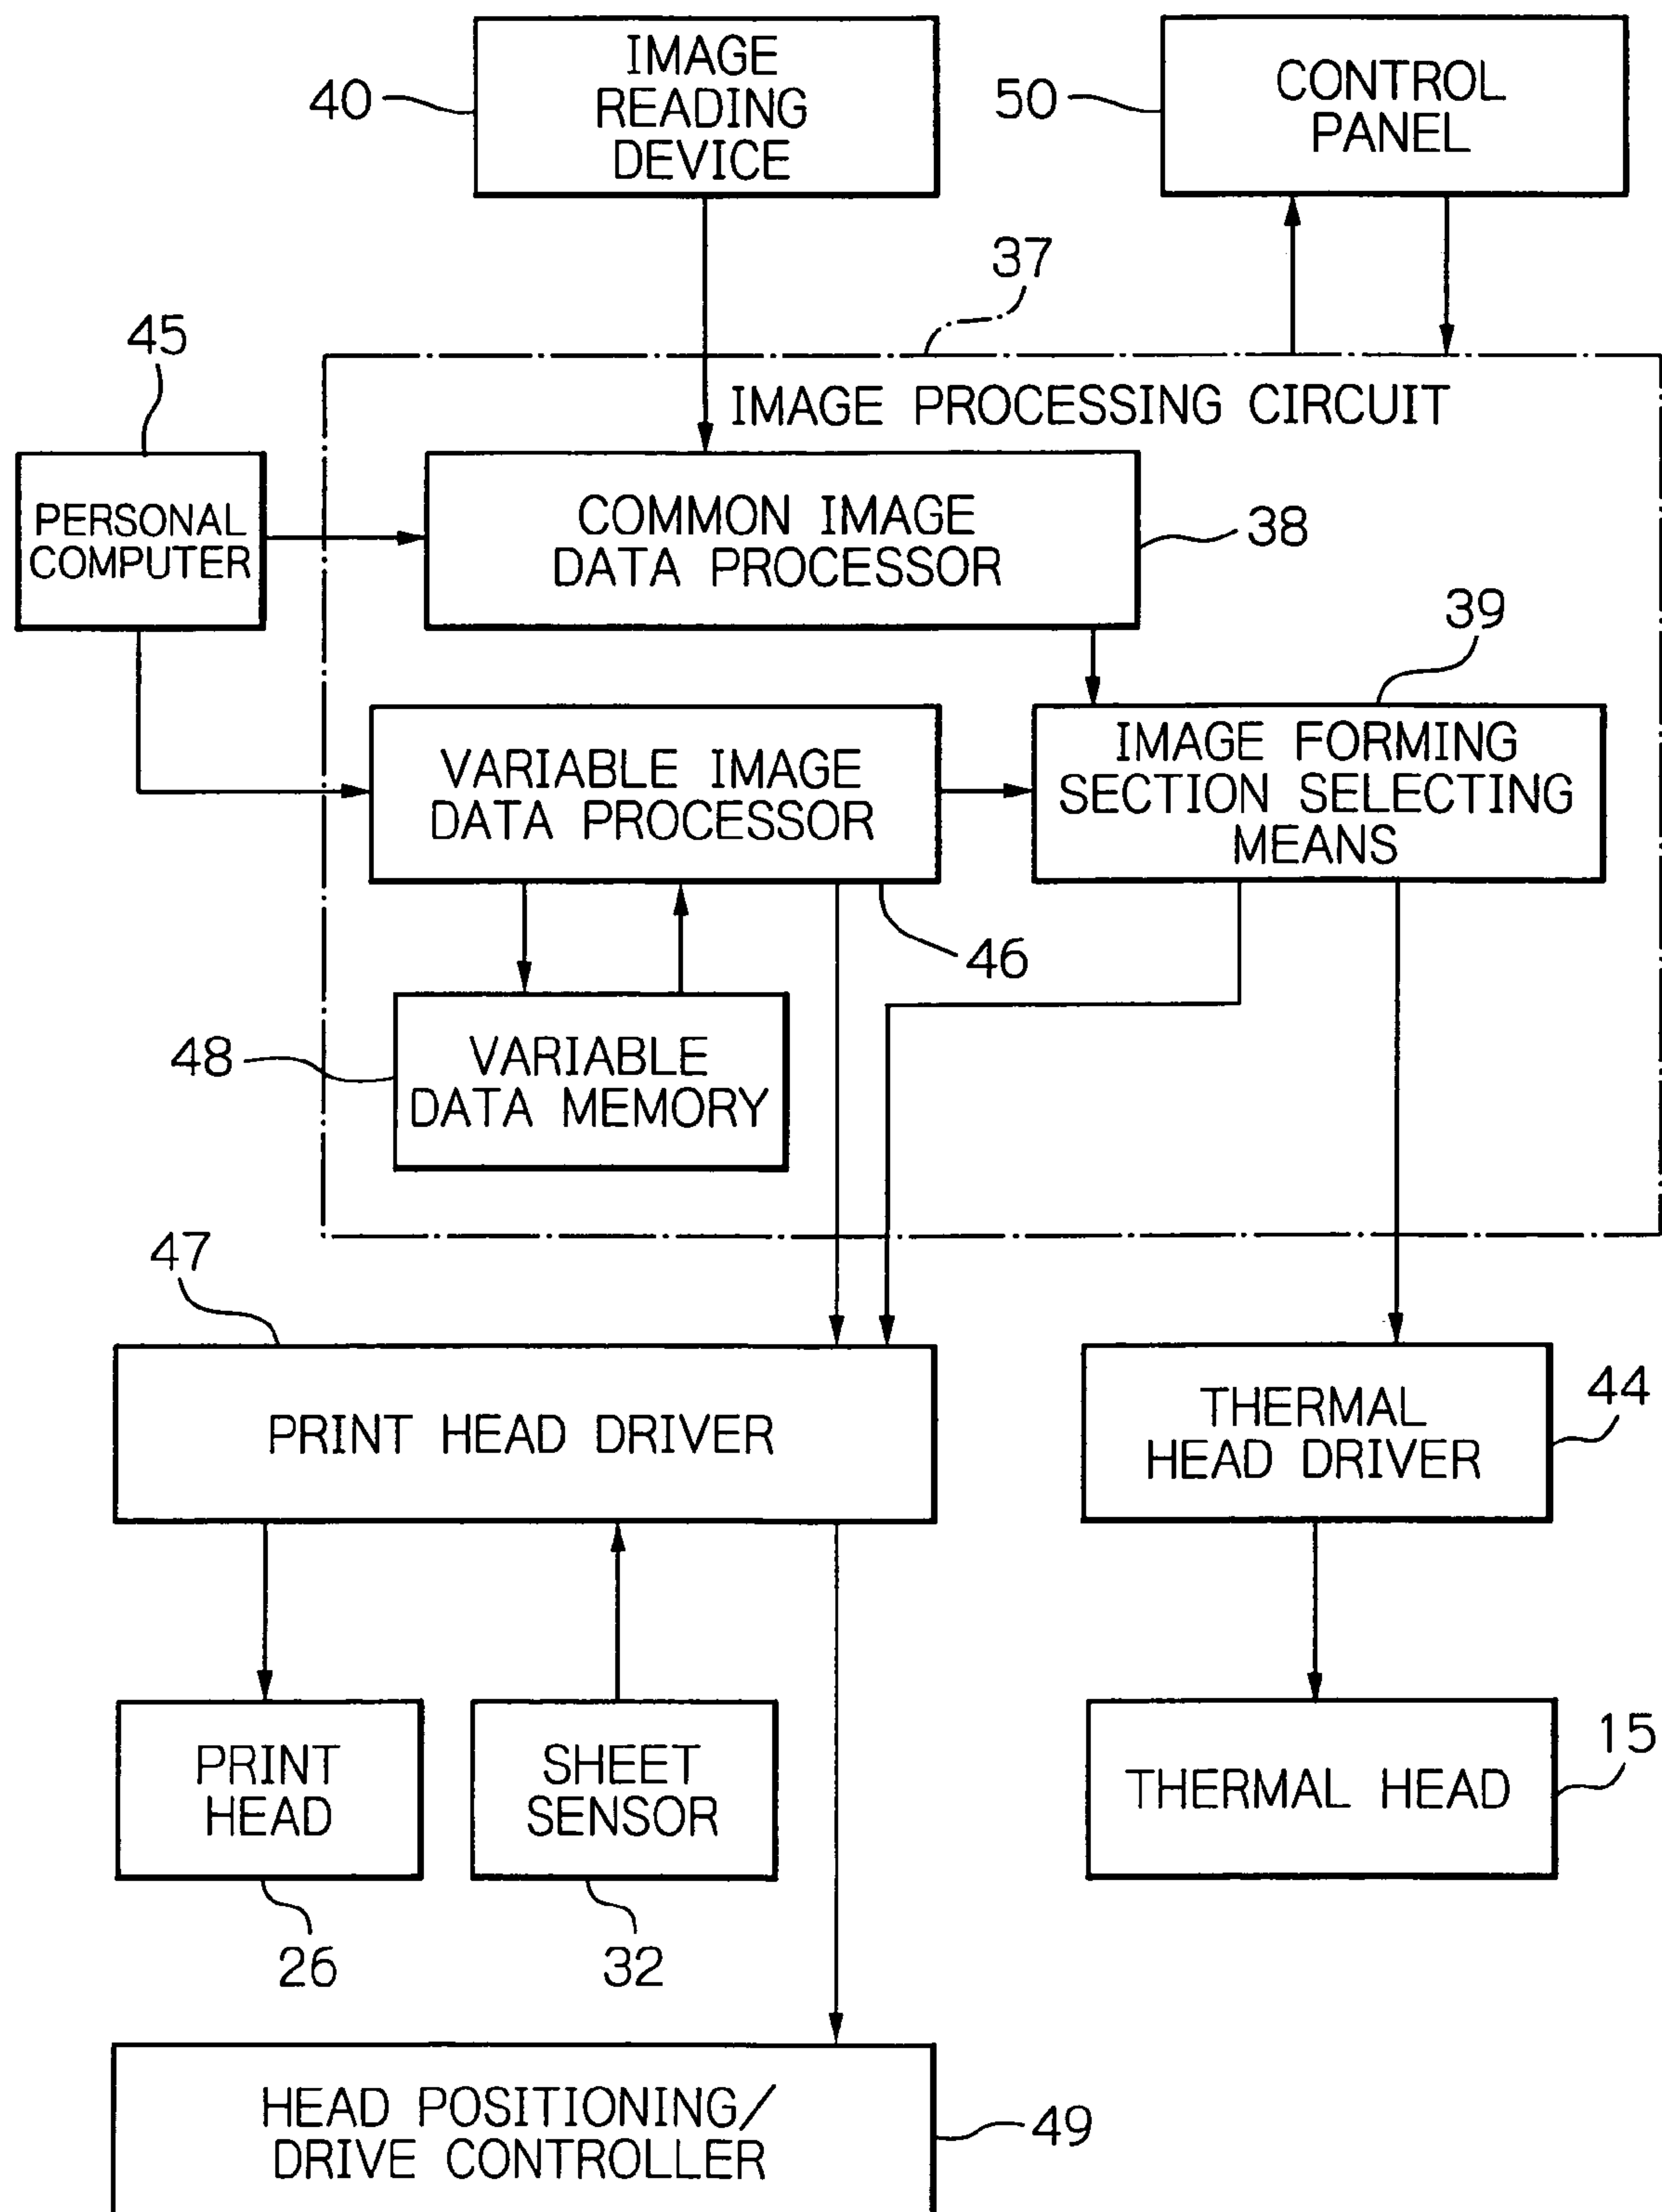 IMAGE
READING
DEVICE
40
CONTROL
PANEL
50
37
IMAGE PROCESSING CIRCUIT
45
PERSONAL
COMPUTER
COMMON IMAGE
DATA PROCESSOR
38
39
VARIABLE IMAGE
DATA PROCESSOR
IMAGE FORMING
SECTION SELECTING
MEANS
46
48
VARIABLE
DATA MEMORY
47
PRINT HEAD DRIVER
THERMAL
HEAD DRIVER
44
PRINT
HEAD
SHEET
SENSOR
THERMAL HEAD
15
26
32
HEAD POSITIONING/
DRIVE CONTROLLER
49